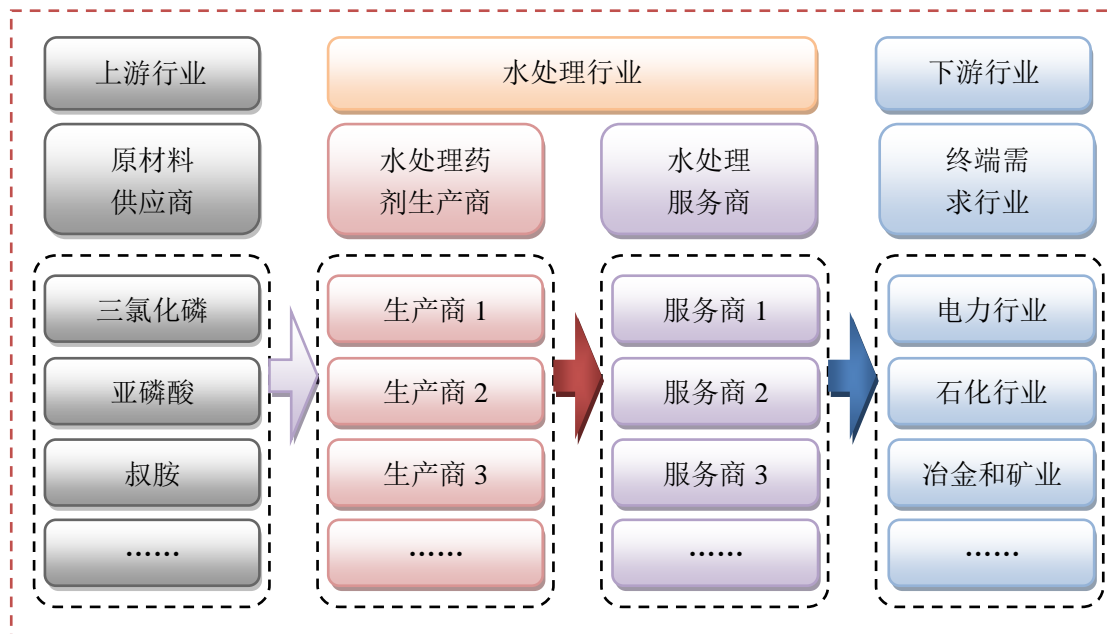 上游行业
水处理行业
下游行业
原材料
供应商
水处理药
剂生产商
水处理
服务商
终端需
求行业
三氯化磷
生产商 1
服务商 1
电力行业
亚磷酸
生产商 2
服务商 2
石化行业
叔胺
生产商 3
服务商 3
冶金和矿业
……
……
……
……